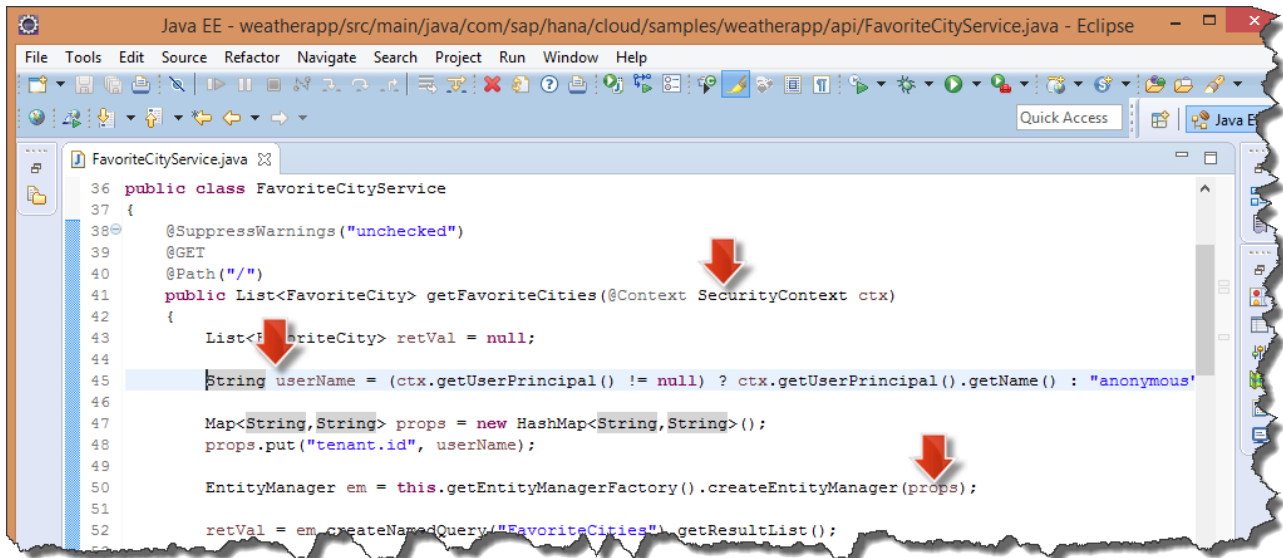 Java EE - weatherapp/src/main/java/com/sap/hana/cloud/samples/weatherapp/api/FavoriteCityService.java - Eclipse
File Tools Edit Source Refactor Navigate Search Project Run Window Help
Quick Access Java
FavoriteCityService.java
36 public class FavoriteCityService
37 {
38 @SuppressWarnings("unchecked")
39 @GET
40 @Path("/")
41 public List<FavoriteCity> getFavoriteCities(@Context SecurityContext ctx)
42 {
43 List<FavoriteCity> retVal = null;
44
45 String userName = (ctx.getUserPrincipal() != null) ? ctx.getUserPrincipal().getName() : "anonymous"
46
47 Map<String,String> props = new HashMap<String,String>();
48 props.put("tenant.id", userName);
49
50 EntityManager em = this.getEntityManagerFactory().createEntityManager(props);
51
52 retVal = em.createNamedQuery("FavoriteCities").getResultList();